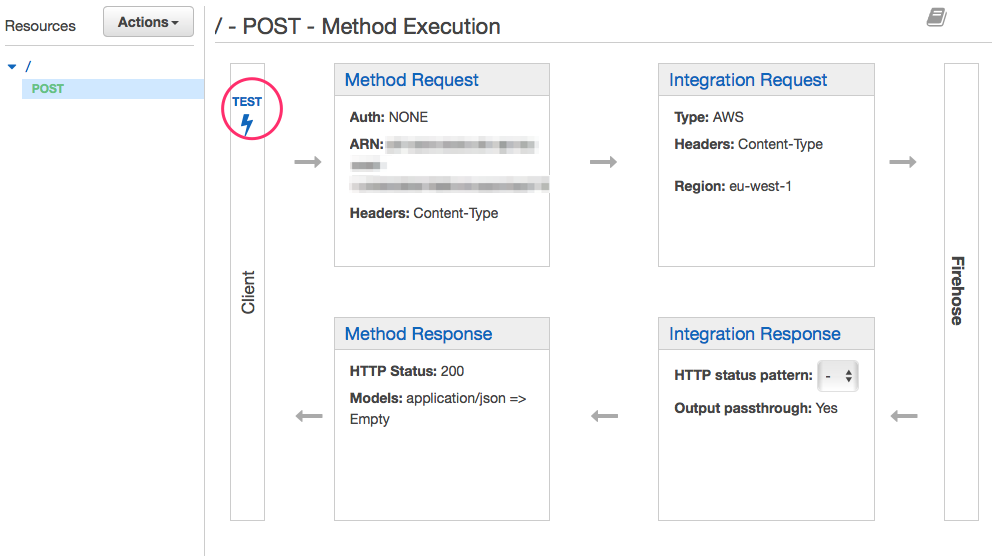 Resources
Actions
/
POST
/ - POST - Method Execution
TEST
Client
Method Request
Auth: NONE
ARN:
Headers: Content-Type
Integration Request
Type: AWS
Headers: Content-Type
Region: eu-west-1
Firehose
Method Response
HTTP Status: 200
Models: application/json =>
Empty
Integration Response
HTTP status pattern: -
Output passthrough: Yes